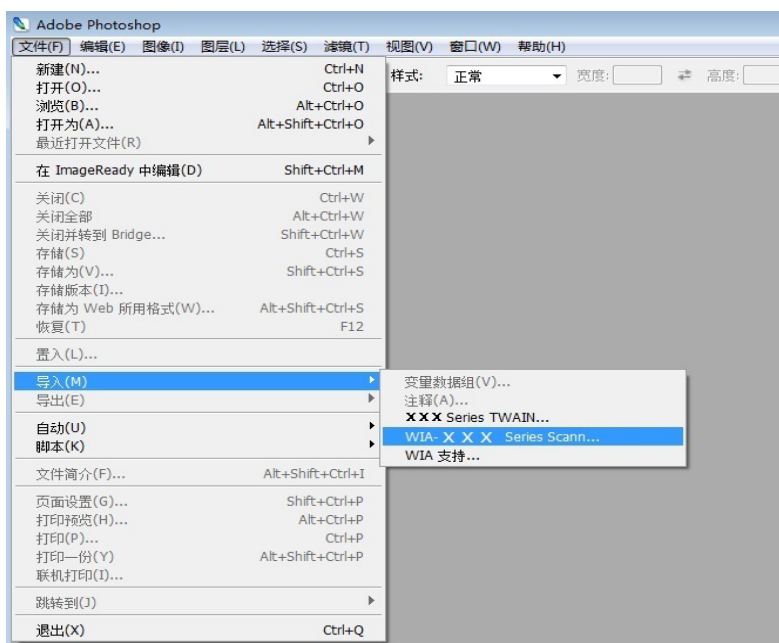 Adobe Photoshop
文件(F) 编辑(E) 图像(I) 图层(L) 选择(S) 滤镜(T) 视图(V) 窗口(W) 帮助(H)
样式: 正常 宽度: 高度:
新建(N)... Ctrl+N
打开(O)... Ctrl+O
浏览(B)... Alt+Ctrl+O
打开为(A)... Alt+Shift+Ctrl+O
最近打开文件(R)
在 ImageReady 中编辑(D) Shift+Ctrl+M
关闭(C) Ctrl+W
关闭全部 Alt+Ctrl+W
关闭并转到 Bridge... Shift+Ctrl+W
存储(S) Ctrl+S
存储为(V)... Shift+Ctrl+S
存储版本(I)...
存储为 Web 所用格式(W)... Alt+Shift+Ctrl+S
恢复(T) F12
置入(L)...
导入(M)
导出(E)
自动(U)
脚本(K)
文件简介(F)... Alt+Shift+Ctrl+I
页面设置(G)... Shift+Ctrl+P
打印预览(H)... Alt+Ctrl+P
打印(P)... Ctrl+P
打印一份(Y) Alt+Shift+Ctrl+P
联机打印(I)...
跳转到(J)
退出(X) Ctrl+Q
变量数据组(V)...
注释(A)...
XXX Series TWAIN...
WIA-X X X Series Scann...
WIA 支持...